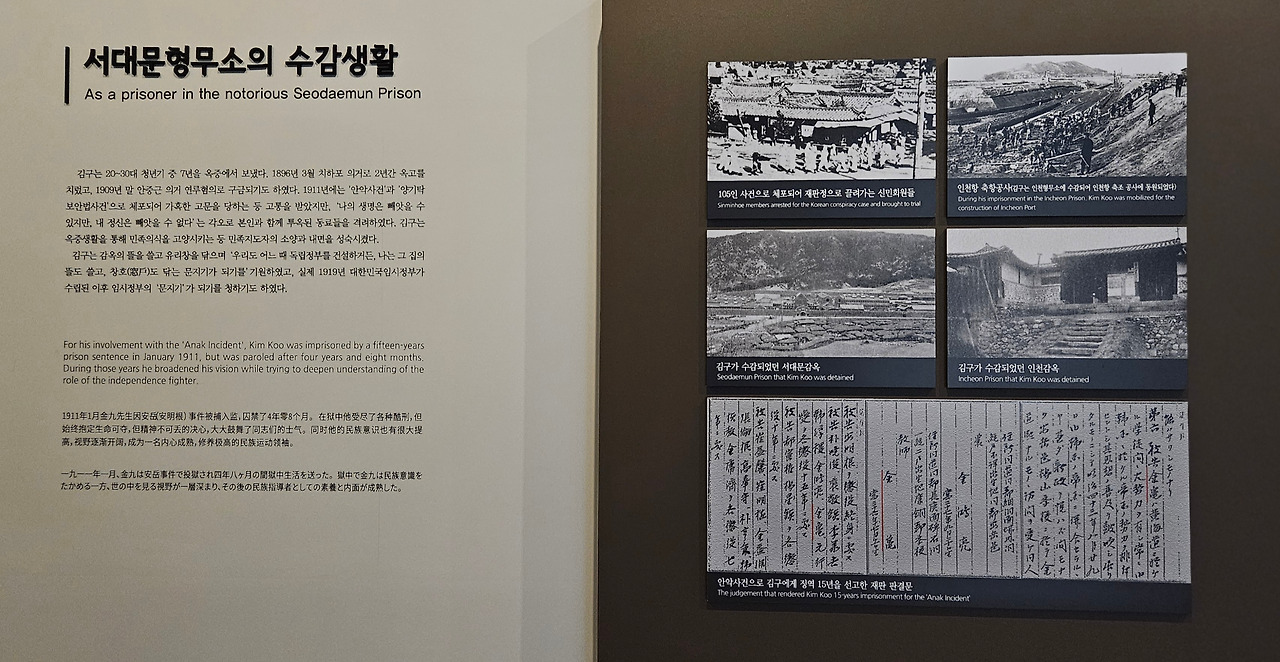 서대문형무소의 수감생활
As a prisoner in the notorious Seodaemun Prison
김구는 20~30대 청년기 중 7년을 옥중에서 보냈다. 1896년 3월 치하포 의거로 2년간 옥고를
치렀고, 1909년 말 안중근 의거 연루혐의로 구금되기도 하였다. 1911년에는 '안악사건'과 '양기탁
보안법사건'으로 체포되어 가혹한 고문을 당하는 등 고통을 받았지만, '나의 생명은 빼앗을 수
있지만, 내 정신은 빼앗을 수 없다'는 각오로 본인과 함께 투옥된 동료들을 격려하였다. 김구는
옥중생활을 통해 민족의식을 고양시키는 등 민족지도자의 소양과 내면을 성숙시켰다.
김구는 감옥의 뜰을 쓸고 유리창을 닦으며 '우리도 어느 때 독립정부를 건설하거든, 나는 그 집의
뜰도 쓸고, 창호(窓戶)도 닦는 문지기가 되기를' 기원하였고, 실제 1919년 대한민국임시정부가
수립된 이후 임시정부의 '문지기'가 되기를 청하기도 하였다.
For his involvement with the 'Anak Incident', Kim Koo was imprisoned by a fifteen-years
prison sentence in January 1911, but was paroled after four years and eight months.
During those years he broadened his vision while trying to deepen understanding of the
role of the independence fighter.
1911年1月金九先生因安岳(安明根) 事件被捕入监, 囚禁了4年零8个月。 在狱中他受尽了各种酷刑, 但
始终抱定生命可夺, 但精神不可丢的决心, 大大鼓舞了同志们的士气。 同时他的民族意识也有很大提
高, 视野逐渐开阔, 成为一名内心成熟, 修养极高的民族运动领袖。
一九一一年一月、金九は安岳事件で投獄され四年八ヶ月の間獄中生活を送った。獄中で金九は民族意識を
たかめる一方、世の中を見る視野が一層深まり、その後の民族指導者としての素養と内面が成熟した。
105인 사건으로 체포되어 재판정으로 끌려가는 신민회원들
Sinminhoe members arrested for the Korean conspiracy case and brought to trial
인천항 축항공사(김구는 인천형무소에 수감되어 인천항 축조 공사에 동원되었다)
During his imprisonment in the Incheon Prison, Kim Koo was mobilized for the
construction of Incheon Port
김구가 수감되었던 서대문감옥
Seodaemun Prison that Kim Koo was detained
김구가 수감되었던 인천감옥
Incheon Prison that Kim Koo was detained
안악사건으로 김구에게 징역 15년을 선고한 재판 판결문
The judgement that rendered Kim Koo 15-years imprisonment for the 'Anak Incident'